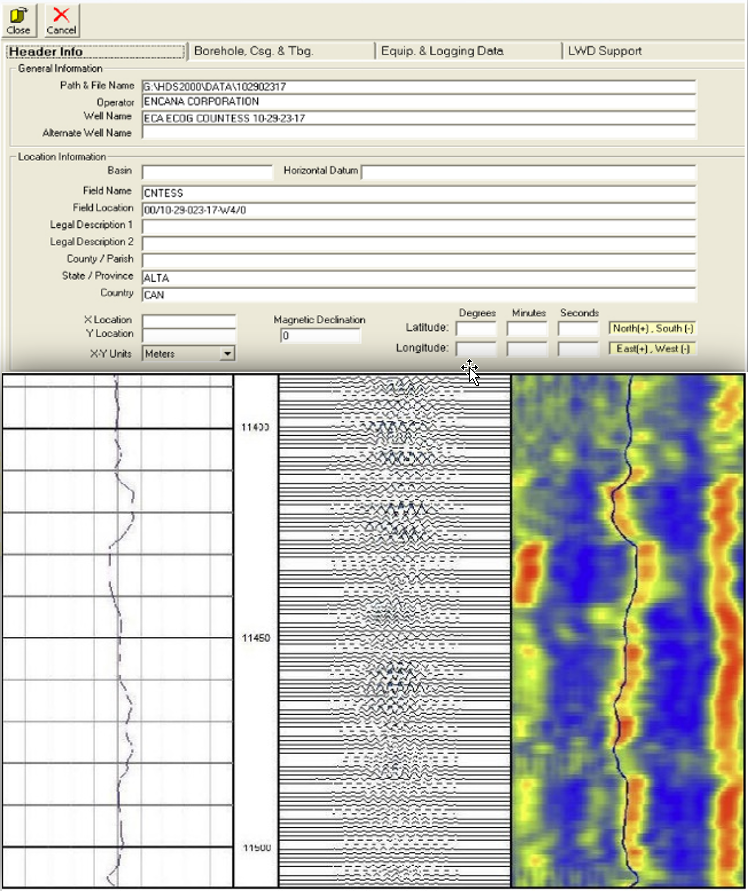 Close Cancel
Header Info Borehole, Csg. & Tbg. Equip. & Logging Data LWD Support
General Information
Path & File Name G:\HDS2000\DATA\102902317
Operator ENCANA CORPORATION
Well Name ECA ECOG COUNTESS 10-29-23-17
Alternate Well Name
Location Information
Basin Horizontal Datum
Field Name CNTESS
Field Location 00/10-29-023-17-W4/0
Legal Description 1
Legal Description 2
County / Parish
State / Province ALTA
Country CAN
Degrees Minutes Seconds
X Location Magnetic Declination
Latitude: North(+) , South (-)
Y Location 0
Longitude: East(+) , West (-)
X-Y Units Meters
11400
11450
11500